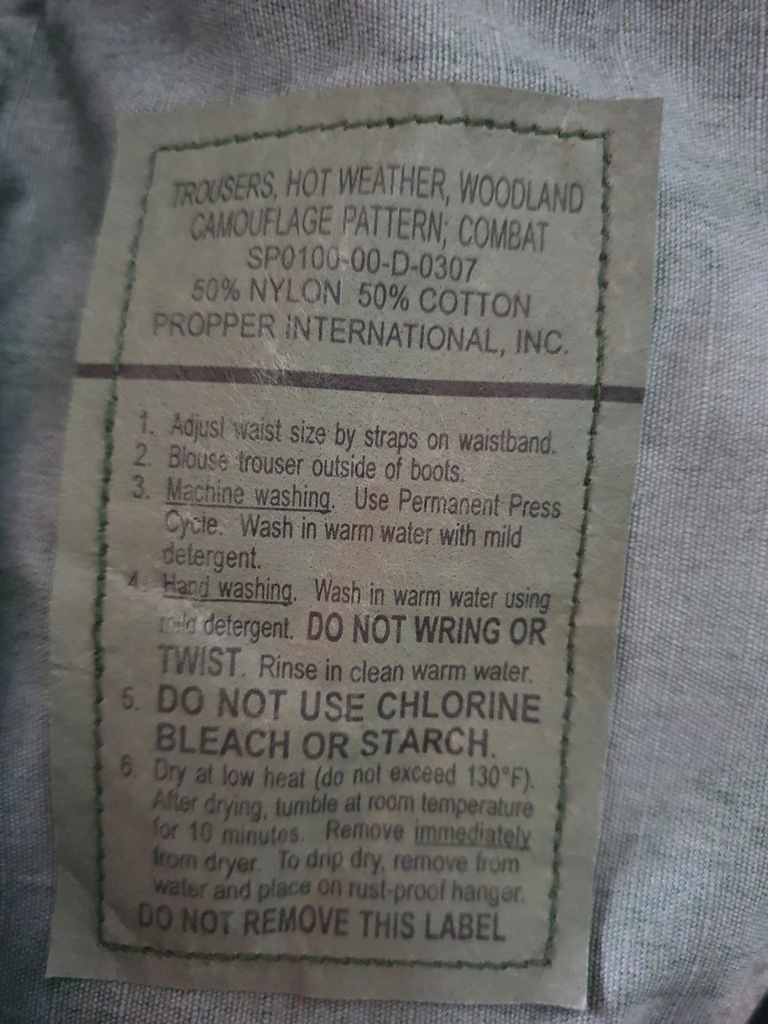 TROUSERS, HOT WEATHER, WOODLAND
CAMOUFLAGE PATTERN; COMBAT
SP0100-00-D-0307
50% NYLON 50% COTTON
PROPPER INTERNATIONAL, INC.
1. Adjust waist size by straps on waistband.
2. Blouse trouser outside of boots.
3. Machine washing. Use Permanent Press
Cycle. Wash in warm water with mild
detergent.
4. Hand washing. Wash in warm water using
mild detergent. DO NOT WRING OR
TWIST. Rinse in clean warm water.
5. DO NOT USE CHLORINE
BLEACH OR STARCH.
6. Dry at low heat (do not exceed 130°F).
After drying, tumble at room temperature
for 10 minutes. Remove immediately
from dryer. To drip dry, remove from
water and place on rust-proof hanger.
DO NOT REMOVE THIS LABEL